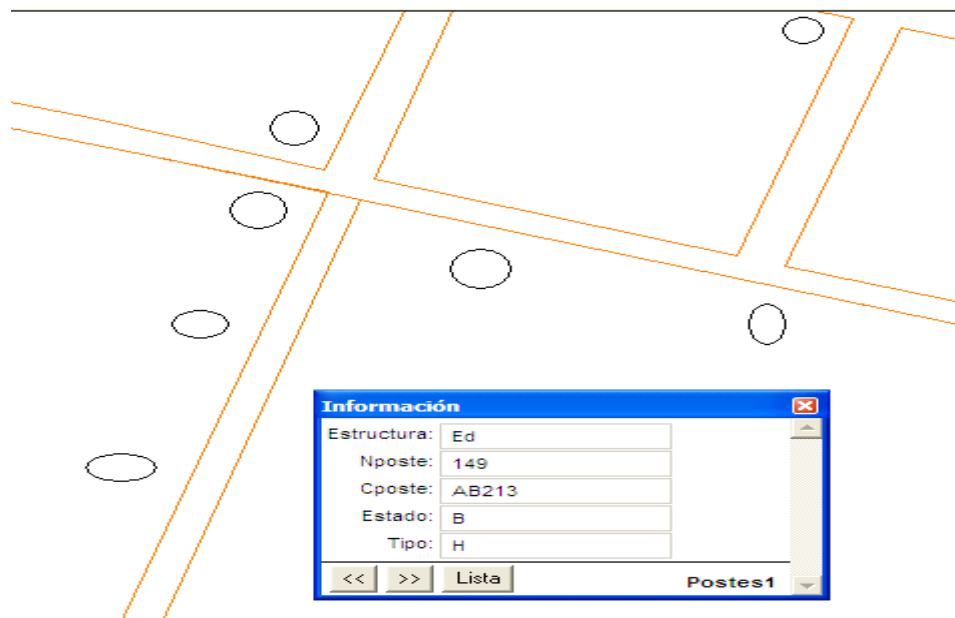 Información
Estructura: Ed
Nposte: 149
Cposte: AB213
Estado: B
Tipo: H
<< >> Lista Postes1